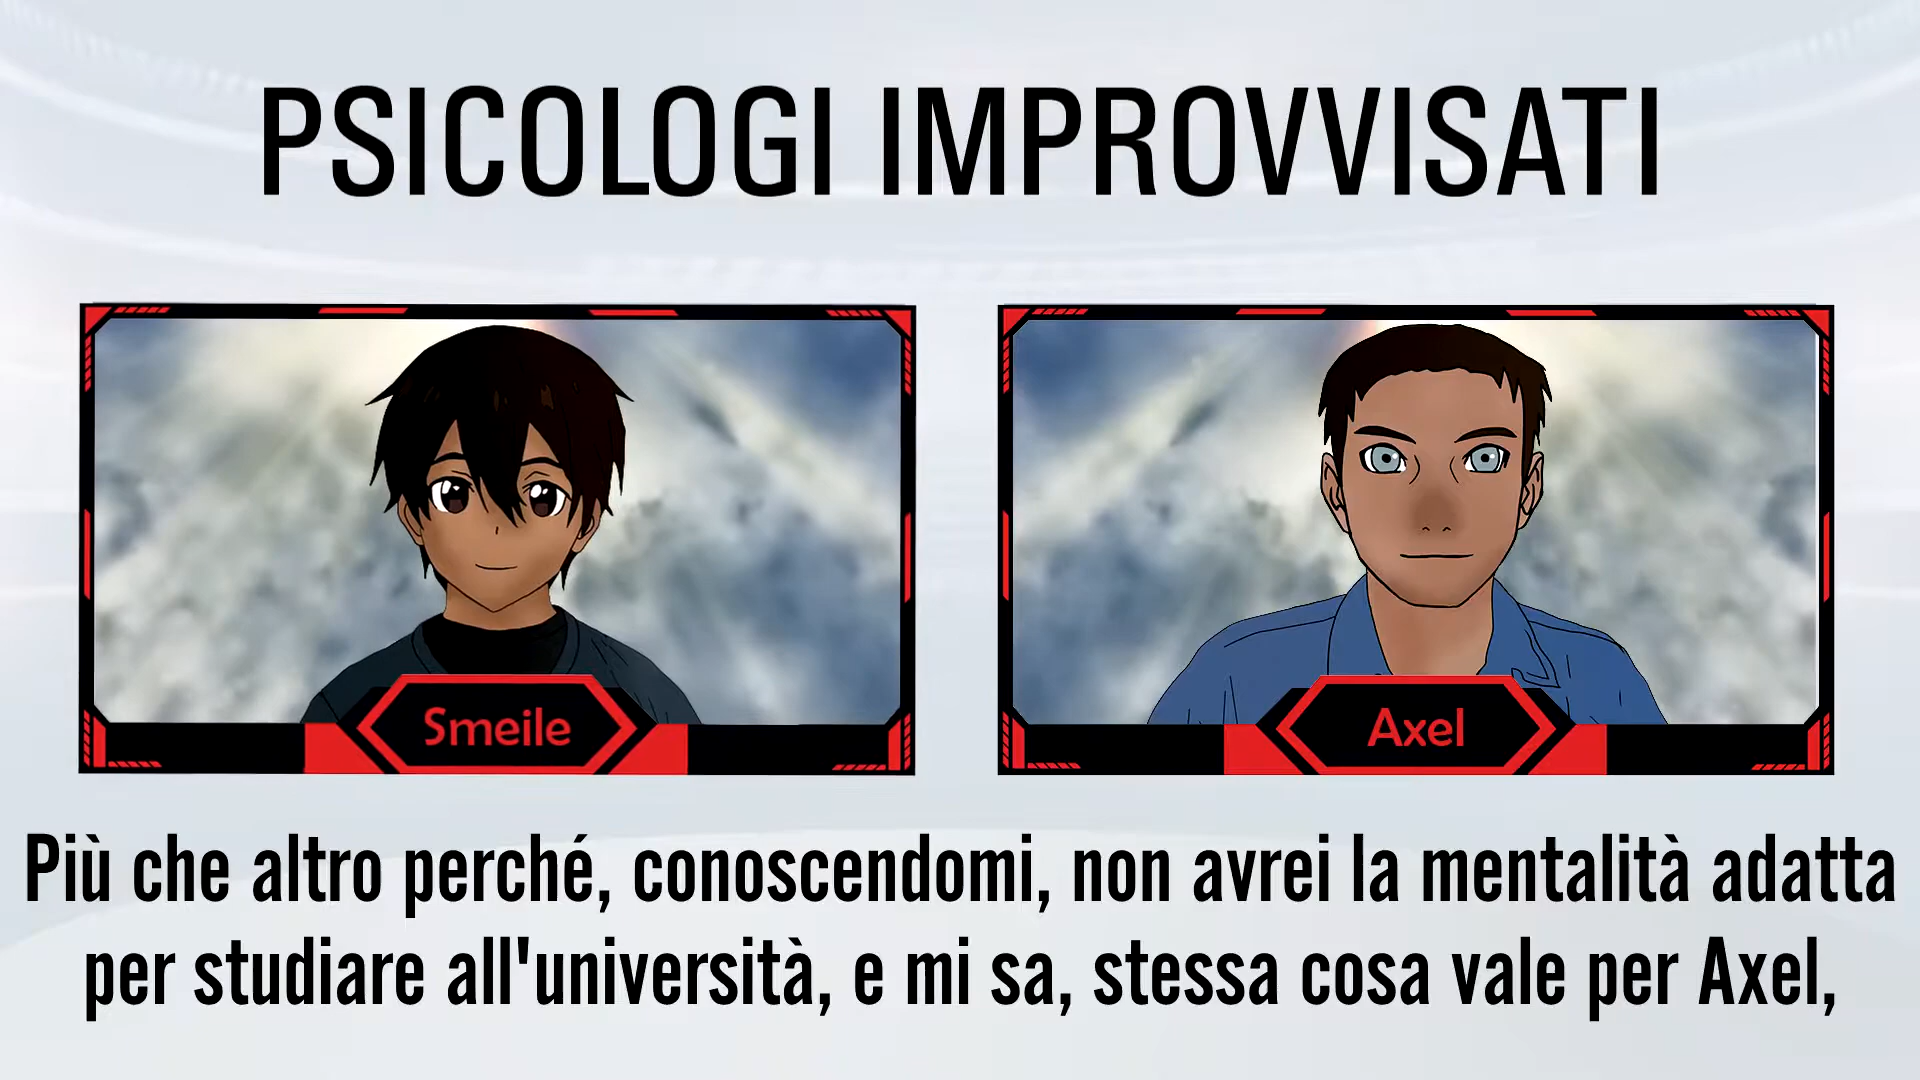 PSICOLOGI IMPROVVISATI
Smeile
Axel
Più che altro perché, conoscendomi, non avrei la mentalità adatta
per studiare all'università, e mi sa, stessa cosa vale per Axel,